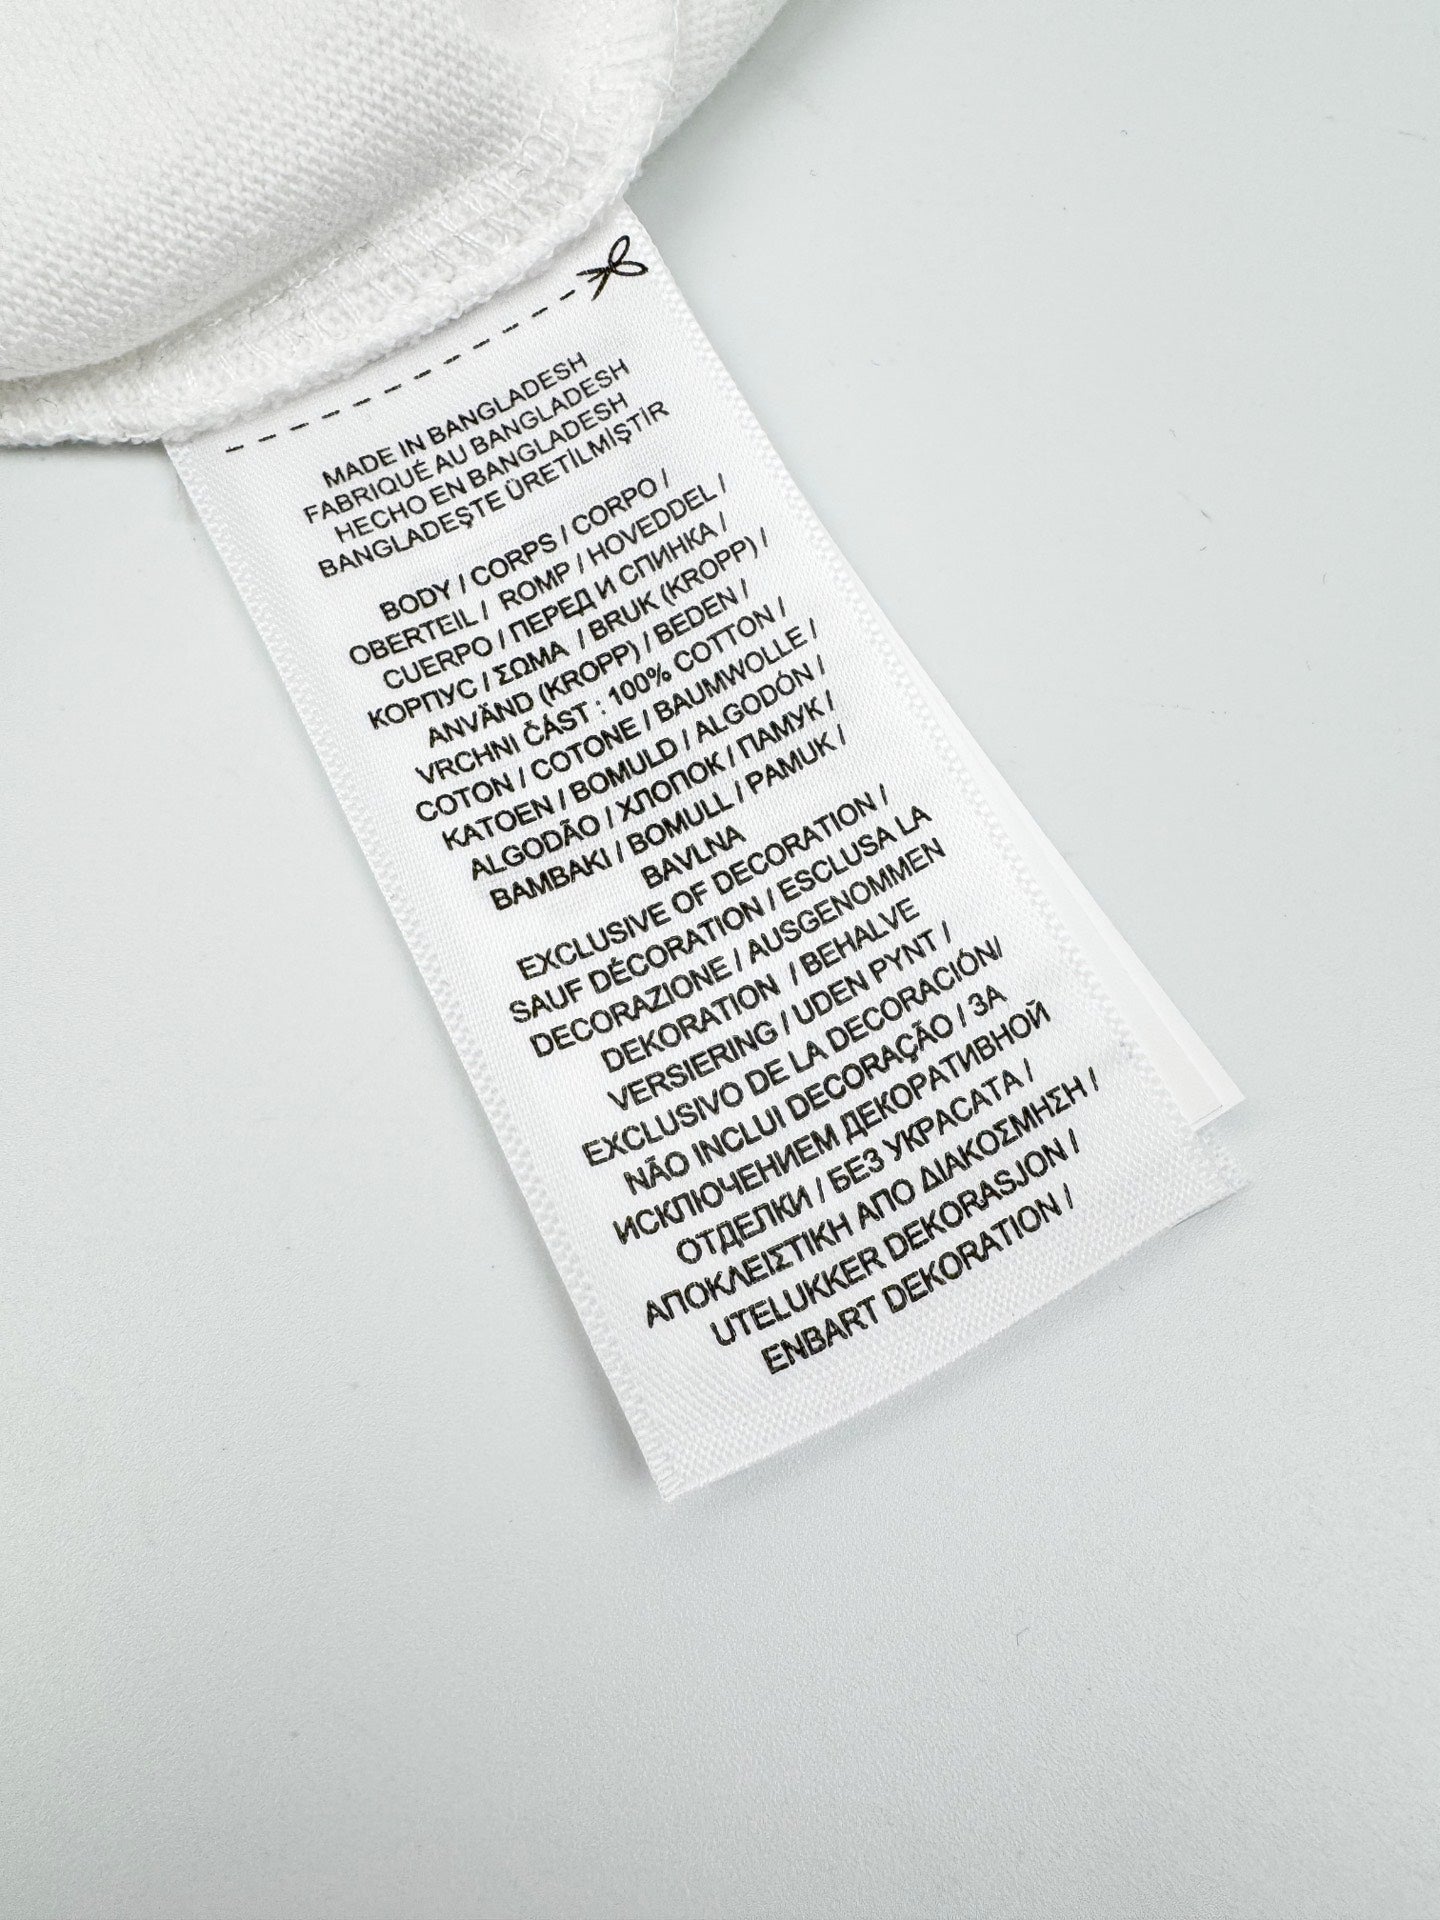 MADE IN BANGLADESH
FABRIQUÉ AU BANGLADESH
HECHO EN BANGLADESH
BANGLADEŞTE ÜRETİLMİŞTİR
BODY / CORPS / CORPO /
OBERTEIL / ROMP / HOVEDDEL /
CUERPO / ПЕРЕД И СПИНКА /
КОРПУС / ΣΩΜΑ / BRUK (KROPP) /
ANVÄND (KROPP) / BEDEN /
VRCHNI ČÁST : 100% COTTON /
COTON / COTONE / BAUMWOLLE /
KATOEN / BOMULD / ALGODÓN /
ALGODÃO / ХЛОПОК / ПАМУК /
BAMBAKI / BOMULL / PAMUK /
BAVLNA
EXCLUSIVE OF DECORATION /
SAUF DÉCORATION / ESCLUSA LA
DECORAZIONE / AUSGENOMMEN
DEKORATION / BEHALVE
VERSIERING / UDEN PYNT /
EXCLUSIVO DE LA DECORACIÓN/
NÃO INCLUI DECORAÇÃO / ЗА
ИСКЛЮЧЕНИЕМ ДЕКОРАТИВНОЙ
ОТДЕЛКИ / БЕЗ УКРАСАТА /
ΑΠΟΚΛΕΙΣΤΙΚΗ ΑΠΟ ΔΙΑΚΟΣΜΗΣΗ /
UTELUKKER DEKORASJON /
ENBART DEKORATION /